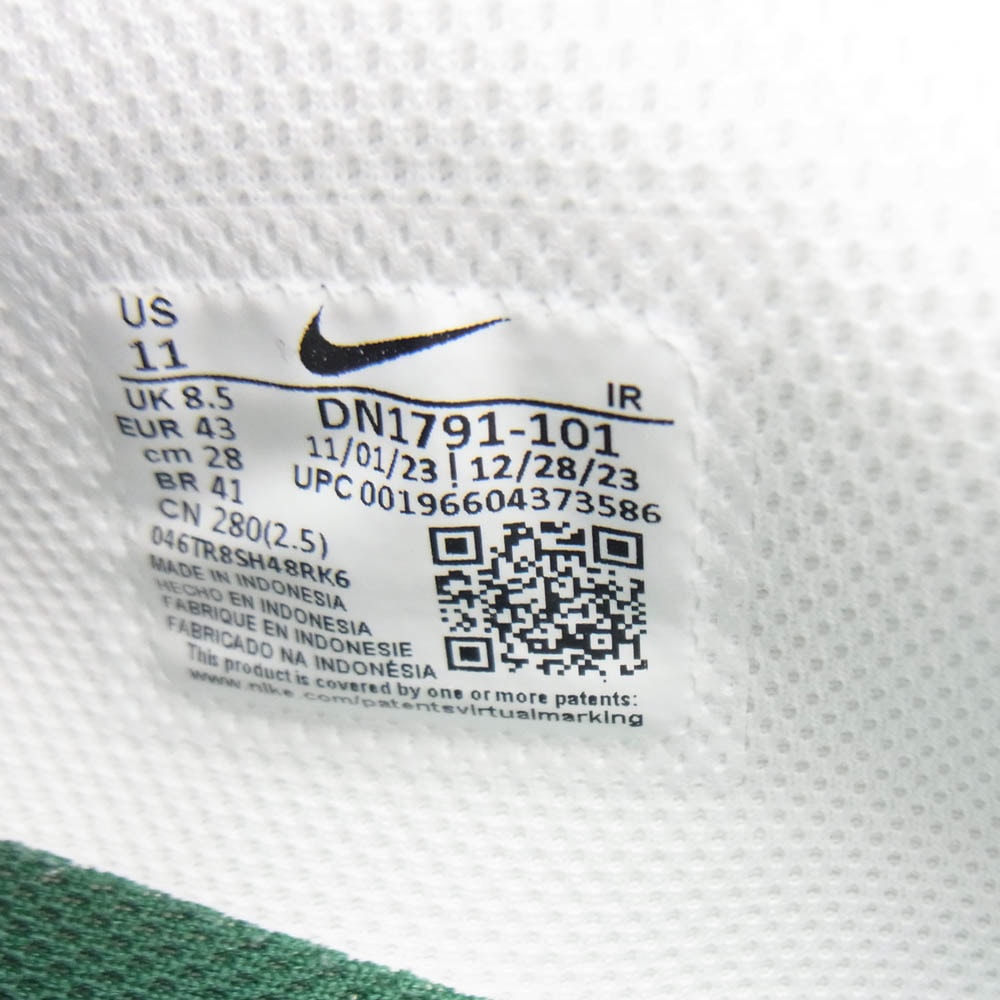 US
11
IR
UK 8.5
EUR 43
cm 28
BR 41
CN 280(2.5)
DN1791-101
11/01/23 ! 12/28/23
UPC 00196604373586
046TR8SH48RK6
MADE IN INDONESIA
HECHO EN INDONESIA
FABRIQUE EN INDONESIE
FABRICADO NA INDONÉSIA
This product is covered by one or more patents:
www.nike.com/patentsvirtualmarking